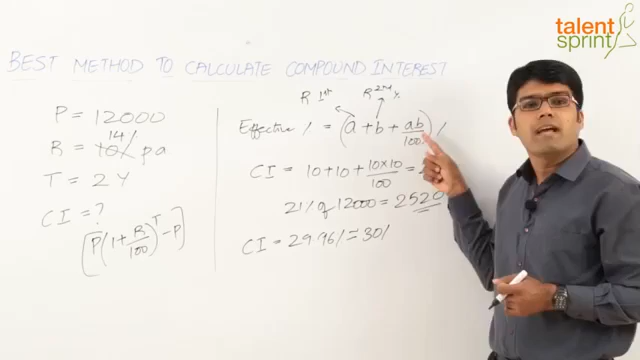 talent
sprint
BEST METHOD TO CALCULATE COMPOUND INTEREST
P = 12000
14%
R = 10% pa
T = 2 Y
CI = ?
[P(1+R/100)^T - P]
R 1st
R 2nd %
Effective % = (a + b + ab/100)%
CI = 10 + 10 + 10×10/100 = 2
21% of 12000 = 2520
CI = 29.96% ≈ 30%